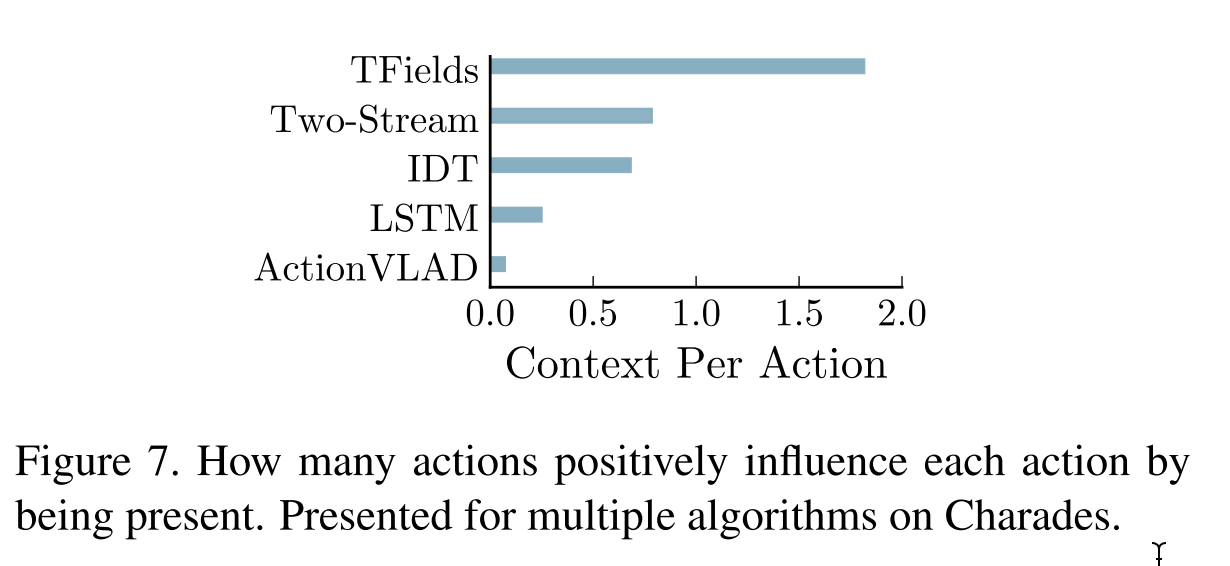 TFields
Two-Stream
IDT
LSTM
ActionVLAD
0.0 0.5 1.0 1.5 2.0
Context Per Action
Figure 7. How many actions positively influence each action by
being present. Presented for multiple algorithms on Charades.